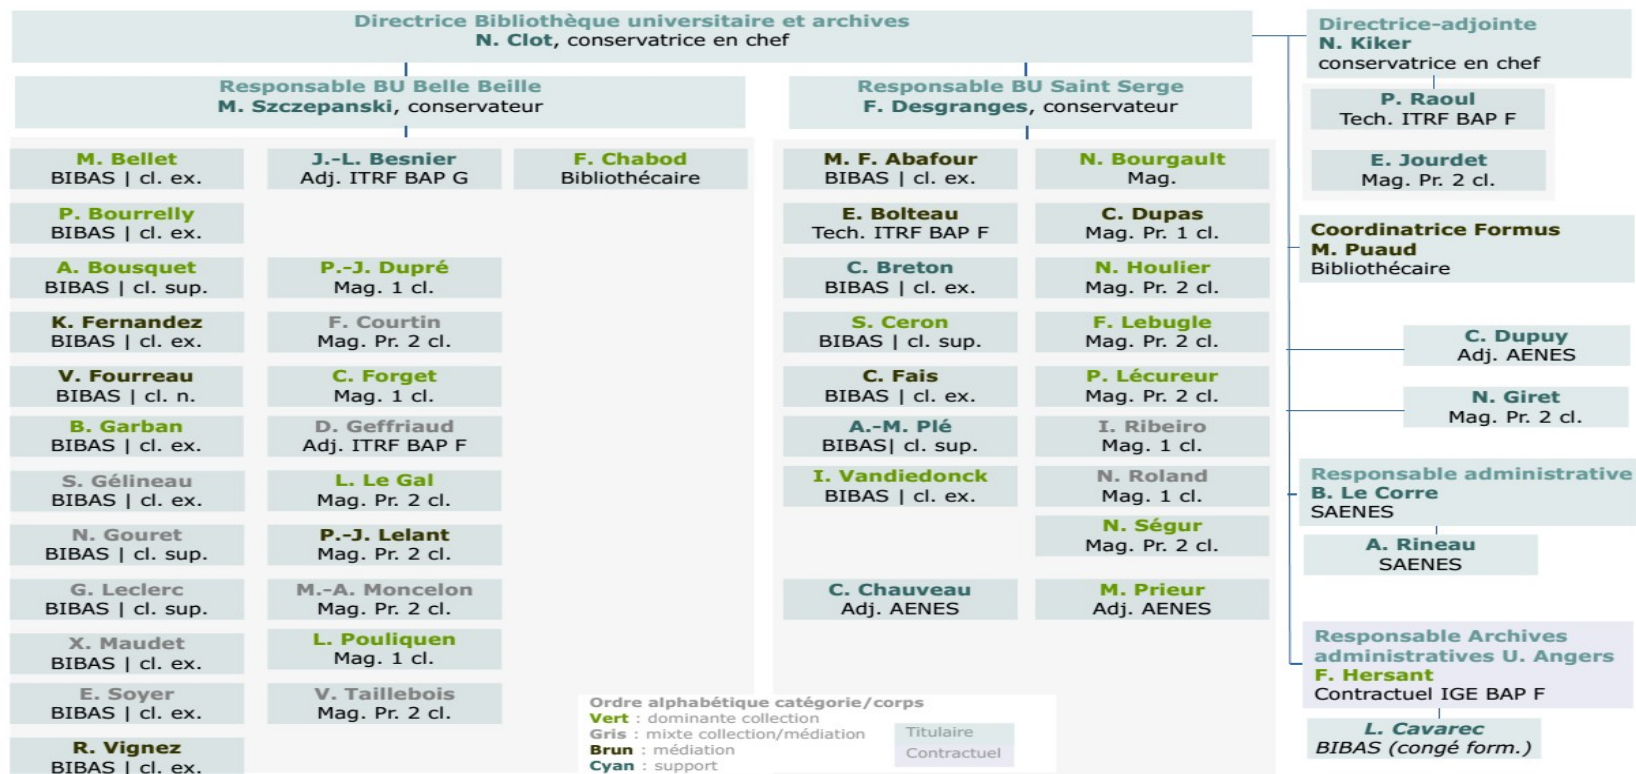 Directrice Bibliothèque universitaire et archives
N. Clot, conservatrice en chef
Directrice-adjointe
N. Kiker
conservatrice en chef
P. Raoul
Tech. ITRF BAP F
E. Jourdet
Mag. Pr. 2 cl.
Responsable BU Belle Beille
M. Szczepanski, conservateur
M. Bellet
BIBAS | cl. ex.
P. Bourrelly
BIBAS | cl. ex.
A. Bousquet
BIBAS | cl. sup.
K. Fernandez
BIBAS | cl. ex.
V. Fourreau
BIBAS | cl. n.
B. Garban
BIBAS | cl. ex.
S. Gélineau
BIBAS | cl. ex.
N. Gouret
BIBAS | cl. sup.
G. Leclerc
BIBAS | cl. sup.
X. Maudet
BIBAS | cl. ex.
E. Soyer
BIBAS | cl. ex.
R. Vignez
BIBAS | cl. ex.
J.-L. Besnier
Adj. ITRF BAP G
P.-J. Dupré
Mag. 1 cl.
F. Courtin
Mag. Pr. 2 cl.
C. Forget
Mag. 1 cl.
D. Geffriaud
Adj. ITRF BAP F
L. Le Gal
Mag. Pr. 2 cl.
P.-J. Lelant
Mag. Pr. 2 cl.
M.-A. Moncelon
Mag. Pr. 2 cl.
L. Pouliquen
Mag. 1 cl.
V. Taillebois
Mag. Pr. 2 cl.
F. Chabod
Bibliothécaire
Responsable BU Saint Serge
F. Desgranges, conservateur
M. F. Abafour
BIBAS | cl. ex.
E. Bolteau
Tech. ITRF BAP F
C. Breton
BIBAS | cl. ex.
S. Ceron
BIBAS | cl. sup.
C. Fais
BIBAS | cl. ex.
A.-M. Plé
BIBAS| cl. sup.
I. Vandiedonck
BIBAS | cl. ex.
C. Chauveau
Adj. AENES
N. Bourgault
Mag.
C. Dupas
Mag. Pr. 1 cl.
N. Houlier
Mag. Pr. 2 cl.
F. Lebugle
Mag. Pr. 2 cl.
P. Lécureur
Mag. Pr. 2 cl.
I. Ribeiro
Mag. 1 cl.
N. Roland
Mag. 1 cl.
N. Ségur
Mag. Pr. 2 cl.
M. Prieur
Adj. AENES
Coordinatrice Formus
M. Puaud
Bibliothécaire
C. Dupuy
Adj. AENES
N. Giret
Mag. Pr. 2 cl.
Responsable administrative
B. Le Corre
SAENES
A. Rineau
SAENES
Responsable Archives
administratives U. Angers
F. Hersant
Contractuel IGE BAP F
L. Cavarec
BIBAS (congé form.)
Ordre alphabétique catégorie/corps
Vert : dominante collection
Gris : mixte collection/médiation
Brun : médiation
Cyan : support
Titulaire
Contractuel